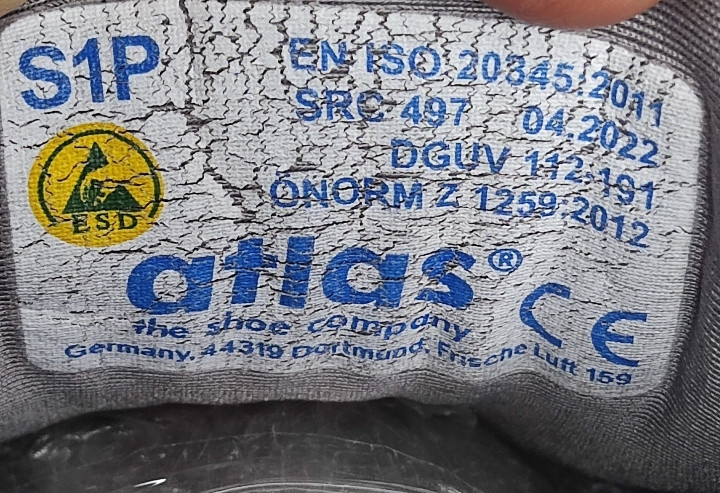 S1P
EN ISO 20345:2011
SRC 497 04.2022
DGUV 112-191
ÖNORM Z 1259:2012
ESD
atlas®
the shoe company
CE
Germany, 44319 Dortmund, Frische Luft 159